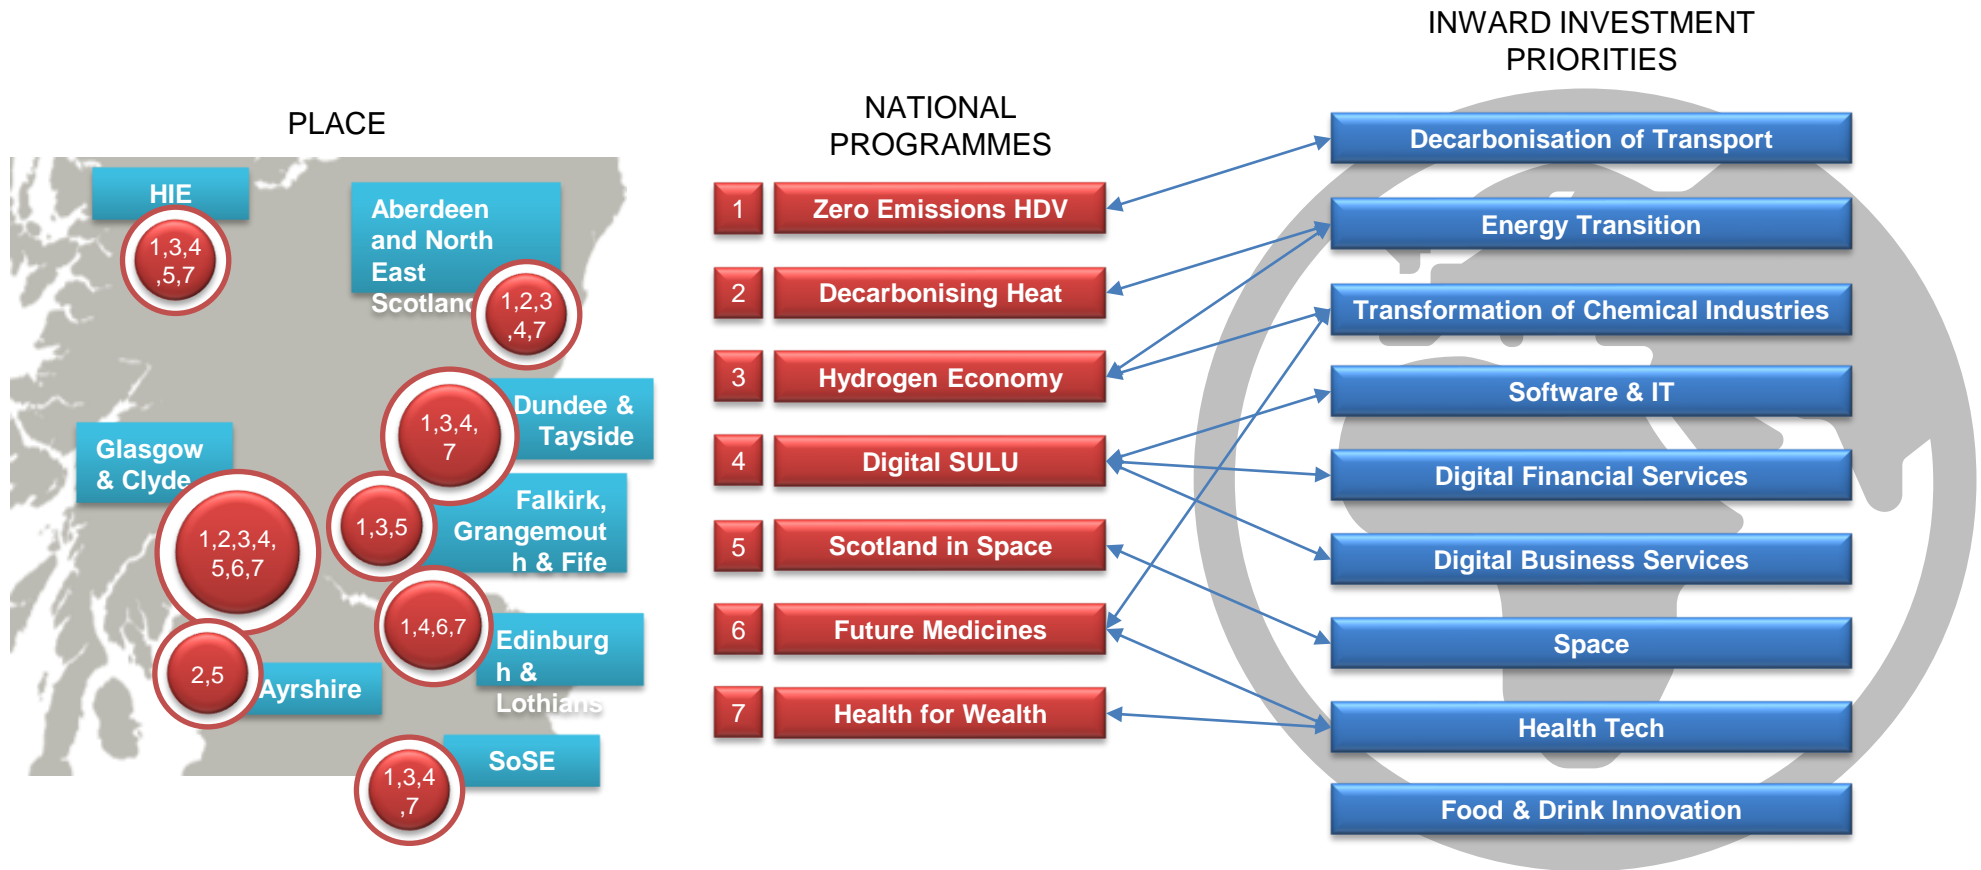 INWARD INVESTMENT
PRIORITIES
PLACE
NATIONAL
PROGRAMMES
HIE
1,3,4
,5,7
Aberdeen
and North
East
Scotland
1,2,3
,4,7
Dundee &
Tayside
1,3,4,
7
Glasgow
& Clyde
1,2,3,4,
5,6,7
Falkirk,
Grangemout
h & Fife
1,3,5
Edinburg
h &
Lothians
1,4,6,7
Ayrshire
2,5
SoSE
1,3,4
,7
1 Zero Emissions HDV
2 Decarbonising Heat
3 Hydrogen Economy
4 Digital SULU
5 Scotland in Space
6 Future Medicines
7 Health for Wealth
Decarbonisation of Transport
Energy Transition
Transformation of Chemical Industries
Software & IT
Digital Financial Services
Digital Business Services
Space
Health Tech
Food & Drink Innovation